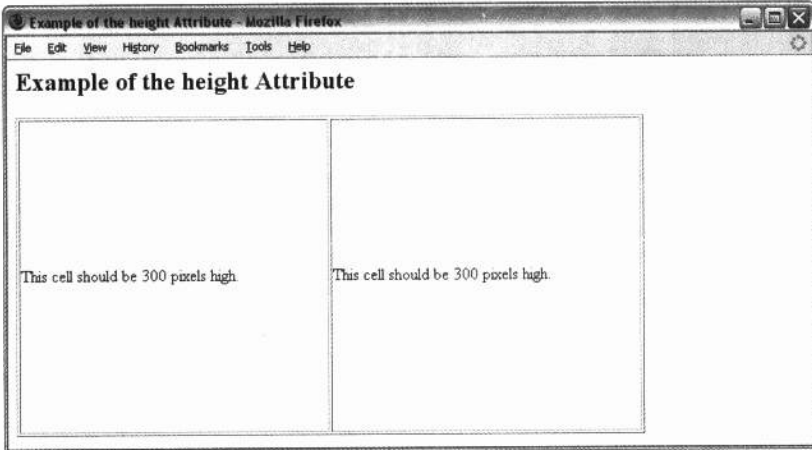 Example of the height Attribute - Mozilla Firefox
File Edit View History Bookmarks Tools Help
Example of the height Attribute
This cell should be 300 pixels high. This cell should be 300 pixels high.